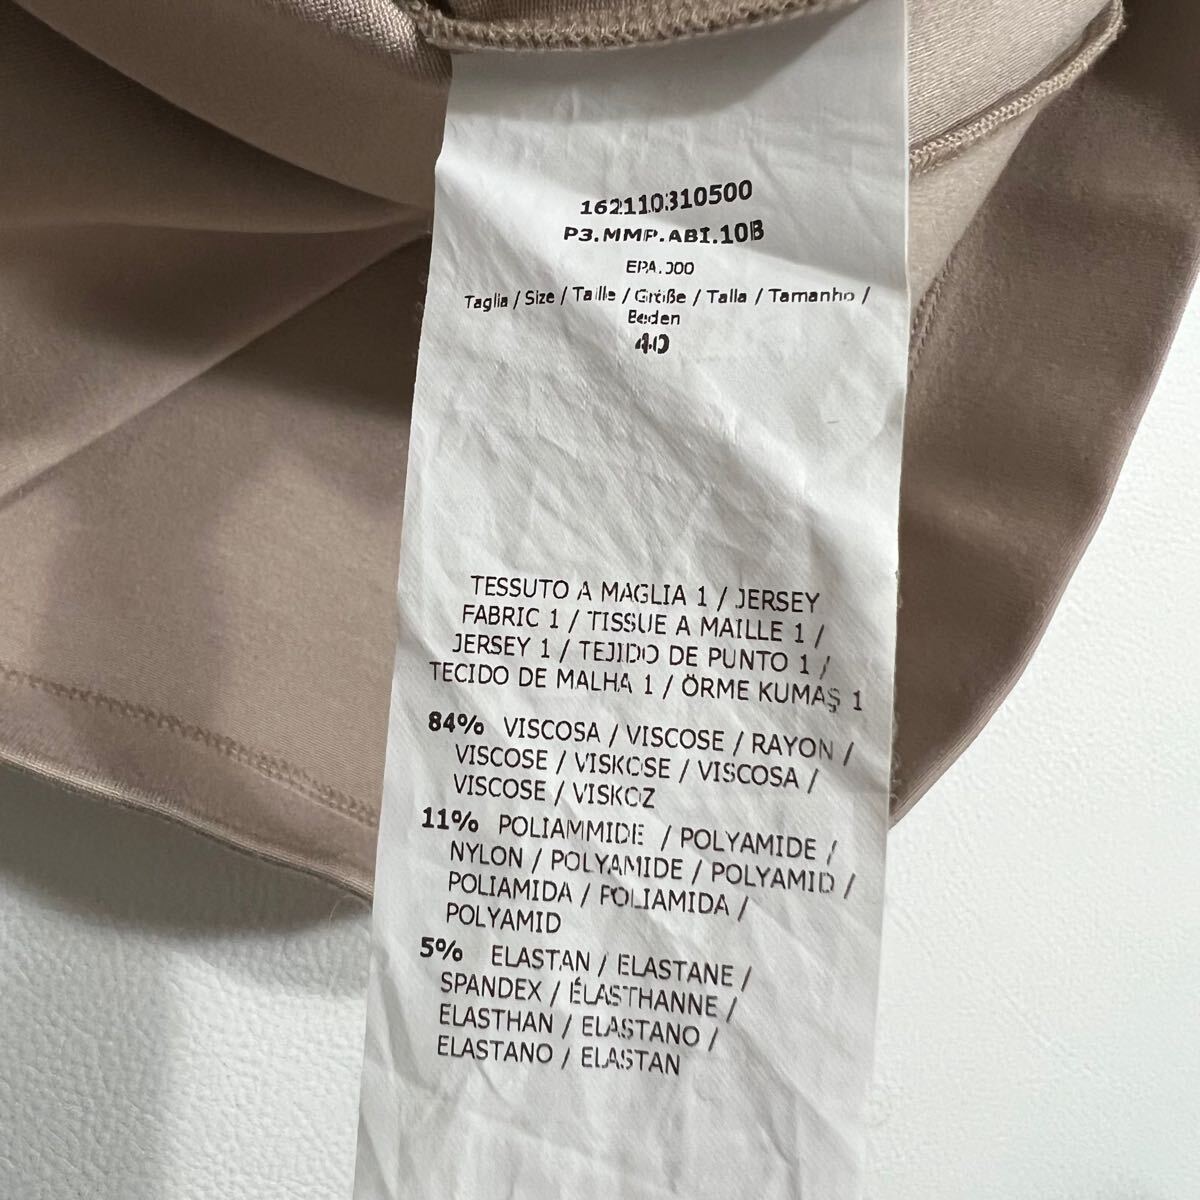 162110310500
P3.MMP.ABI.10B
EPA.000
Taglia / Size / Taille / Größe / Talla / Tamanho /
Beden
40
TESSUTO A MAGLIA 1 / JERSEY
FABRIC 1 / TISSUE A MAILLE 1 /
JERSEY 1 / TEJIDO DE PUNTO 1 /
TECIDO DE MALHA 1 / ÖRME KUMAŞ 1
84% VISCOSA / VISCOSE / RAYON /
VISCOSE / VISKOSE / VISCOSA /
VISCOSE / VISKOZ
11% POLIAMMIDE / POLYAMIDE /
NYLON / POLYAMIDE / POLYAMID /
POLIAMIDA / POLIAMIDA /
POLYAMID
5% ELASTAN / ELASTANE /
SPANDEX / ÉLASTHANNE /
ELASTHAN / ELASTANO /
ELASTANO / ELASTAN